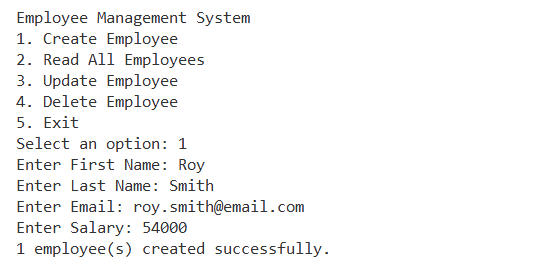 Employee Management System
1. Create Employee
2. Read All Employees
3. Update Employee
4. Delete Employee
5. Exit
Select an option: 1
Enter First Name: Roy
Enter Last Name: Smith
Enter Email: roy.smith@email.com
Enter Salary: 54000
1 employee(s) created successfully.